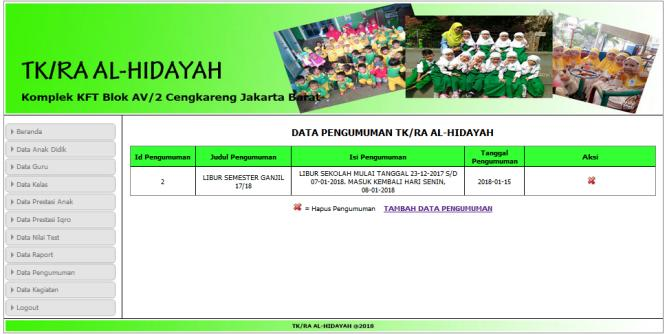 TK/RA AL-HIDAYAH
Komplek KFT Blok AV/2 Cengkareng Jakarta Barat
Beranda
Data Anak Didik
Data Guru
Data Kelas
Data Prestasi Anak
Data Prestasi Iqro
Data Nilai Test
Data Raport
Data Pengumuman
Data Kegiatan
Logout
DATA PENGUMUMAN TK/RA AL-HIDAYAH
Id Pengumuman Judul Pengumuman Isi Pengumuman Tanggal Pengumuman Aksi
2 LIBUR SEMESTER GANJIL 17/18 LIBUR SEKOLAH MULAI TANGGAL 23-12-2017 S/D 07-01-2018. MASUK KEMBALI HARI SENIN, 08-01-2018 2018-01-15
= Hapus Pengumuman TAMBAH DATA PENGUMUMAN
TK/RA AL-HIDAYAH @2018